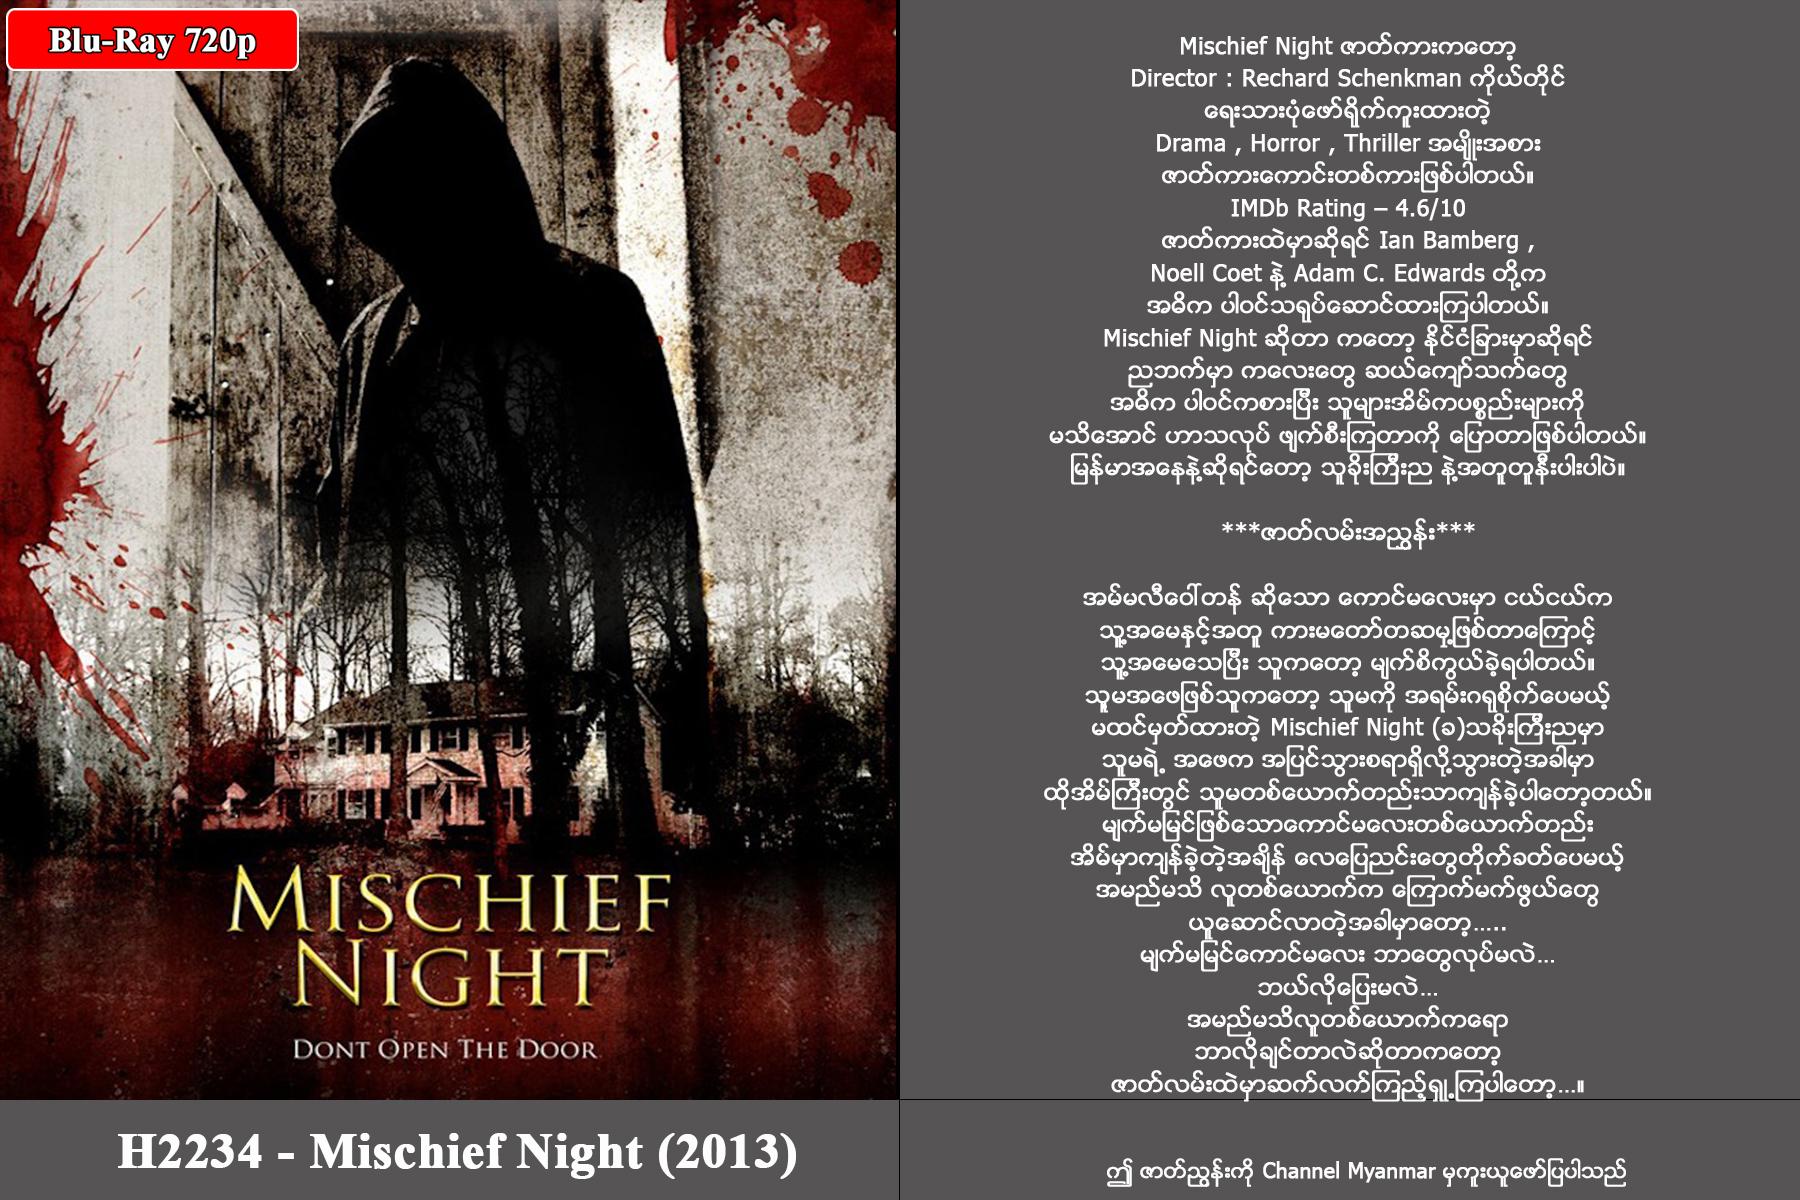 Blu-Ray 720p
MISCHIEF
NIGHT
DONT OPEN THE DOOR
H2234 - Mischief Night (2013)
Mischief Night ဇာတ်ကားကတော့
Director : Rechard Schenkman ကိုယ်တိုင်
ရေးသားပုံဖော်ရိုက်ကူးထားတဲ့
Drama , Horror , Thriller အမျိုးအစား
ဇာတ်ကားကောင်းတစ်ကားဖြစ်ပါတယ်။
IMDb Rating – 4.6/10
ဇာတ်ကားထဲမှာဆိုရင် Ian Bamberg ,
Noell Coet နဲ့ Adam C. Edwards တို့က
အဓိက ပါဝင်သရုပ်ဆောင်ထားကြပါတယ်။
Mischief Night ဆိုတာ ကတော့ နိုင်ငံခြားမှာဆိုရင်
ညဘက်မှာ ကလေးတွေ ဆယ်ကျော်သက်တွေ
အဓိက ပါဝင်ကစားပြီး သူများအိမ်ကပစ္စည်းများကို
မသိအောင် ဟာသလုပ် ဖျက်စီးကြတာကို ပြောတာဖြစ်ပါတယ်။
မြန်မာအနေနဲ့ဆိုရင်တော့ သူခိုးကြီးည နဲ့အတူတူနီးပါးပါပဲ။
***ဇာတ်လမ်းအညွှန်း***
အမ်မလီဝေါ်တန် ဆိုသော ကောင်မလေးမှာ ငယ်ငယ်က
သူ့အမေနှင့်အတူ ကားမတော်တဆမှု့ဖြစ်တာကြောင့်
သူ့အမေသေပြီး သူကတော့ မျက်စိကွယ်ခဲ့ရပါတယ်။
သူမအဖေဖြစ်သူကတော့ သူမကို အရမ်းဂရုစိုက်ပေမယ့်
မထင်မှတ်ထားတဲ့ Mischief Night (ခ)သခိုးကြီးညမှာ
သူမရဲ့ အဖေက အပြင်သွားစရာရှိလို့သွားတဲ့အခါမှာ
ထိုအိမ်ကြီးတွင် သူမတစ်ယောက်တည်းသာကျန်ခဲ့ပါတော့တယ်။
မျက်မမြင်ဖြစ်သောကောင်မလေးတစ်ယောက်တည်း
အိမ်မှာကျန်ခဲ့တဲ့အချိန် လေပြေညင်းတွေတိုက်ခတ်ပေမယ့်
အမည်မသိ လူတစ်ယောက်က ကြောက်မက်ဖွယ်တွေ
ယူဆောင်လာတဲ့အခါမှာတော့…..
မျက်မမြင်ကောင်မလေး ဘာတွေလုပ်မလဲ…
ဘယ်လိုပြေးမလဲ…
အမည်မသိလူတစ်ယောက်ကရော
ဘာလိုချင်တာလဲဆိုတာကတော့
ဇာတ်လမ်းထဲမှာဆက်လက်ကြည့်ရှု့ကြပါတော့…။
ဤ ဇာတ်ညွှန်းကို Channel Myanmar မှကူးယူဖော်ပြပါသည်